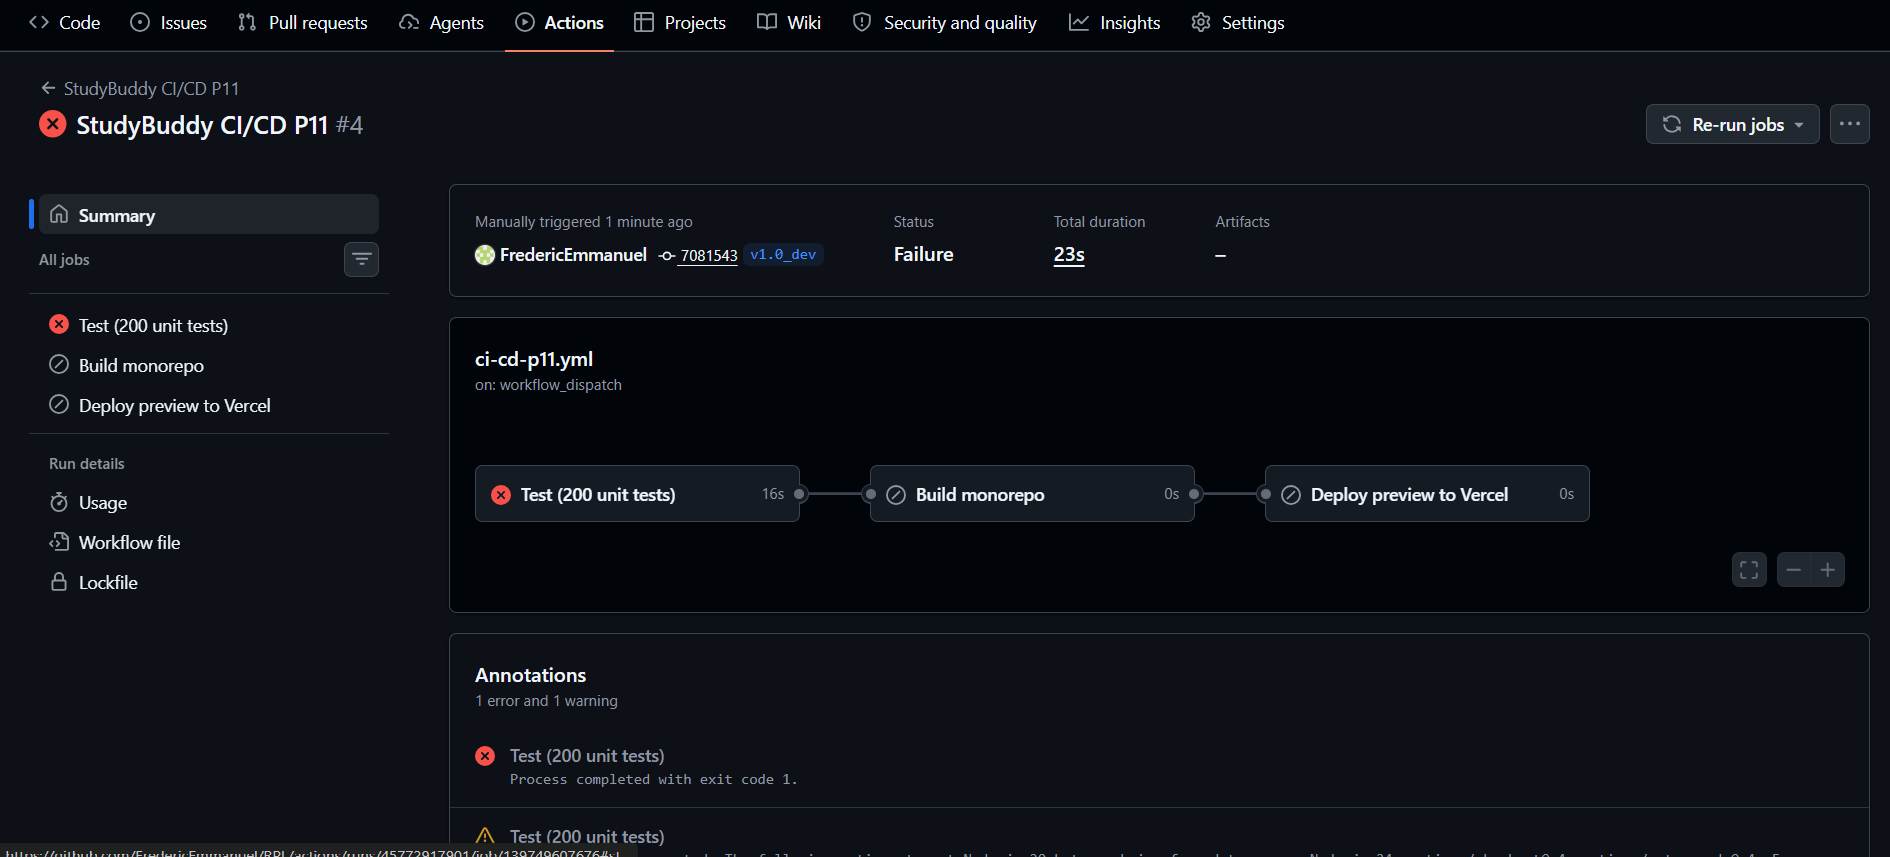 Code Issues Pull requests Agents Actions Projects Wiki Security and quality Insights Settings
StudyBuddy CI/CD P11
StudyBuddy CI/CD P11 #4
Re-run jobs
Summary
All jobs
Test (200 unit tests)
Build monorepo
Deploy preview to Vercel
Run details
Usage
Workflow file
Lockfile
Manually triggered 1 minute ago
FredericEmmanuel 7081543 v1.0_dev
Status
Failure
Total duration
23s
Artifacts
–
ci-cd-p11.yml
on: workflow_dispatch
Test (200 unit tests) 16s
Build monorepo 0s
Deploy preview to Vercel 0s
Annotations
1 error and 1 warning
Test (200 unit tests)
Process completed with exit code 1.
Test (200 unit tests)